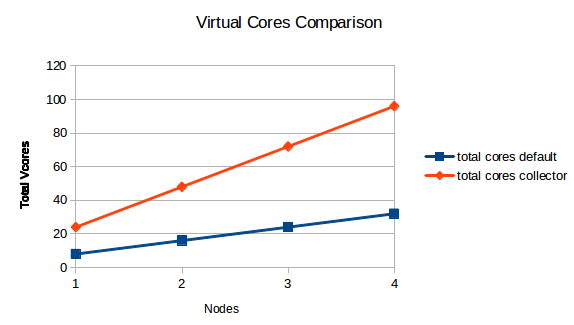 Virtual Cores Comparison
120
100
80
60
40
20
0
Total Vcores
1 2 3 4
Nodes
total cores default
total cores collector